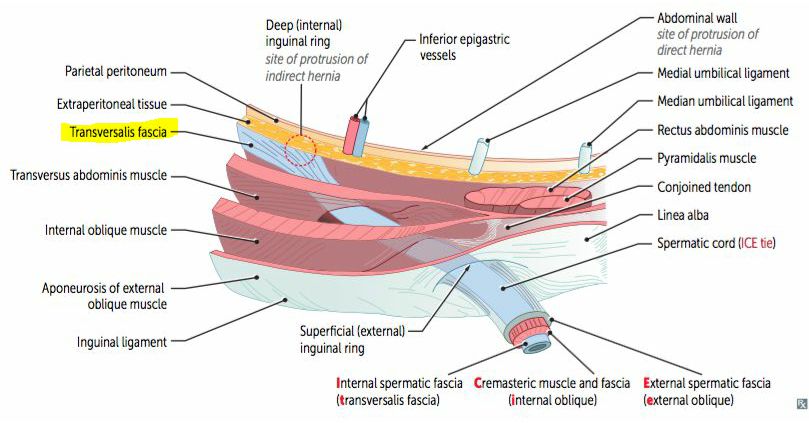 Deep (internal)
inguinal ring
site of protrusion of
indirect hernia
Inferior epigastric
vessels
Abdominal wall
site of protrusion of
direct hernia
Parietal peritoneum
Extraperitoneal tissue
Transversalis fascia
Transversus abdominis muscle
Internal oblique muscle
Aponeurosis of external
oblique muscle
Inguinal ligament
Medial umbilical ligament
Median umbilical ligament
Rectus abdominis muscle
Pyramidalis muscle
Conjoined tendon
Linea alba
Spermatic cord (ICE tie)
Superficial (external)
inguinal ring
Internal spermatic fascia
(transversalis fascia)
Cremasteric muscle and fascia
(internal oblique)
External spermatic fascia
(external oblique)